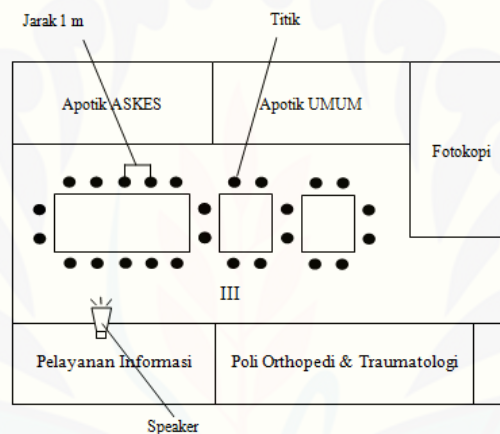 Jarak 1 m
Titik
Apotik ASKES
Apotik UMUM
Fotokopi
III
Pelayanan Informasi
Poli Orthopedi & Traumatologi
Speaker